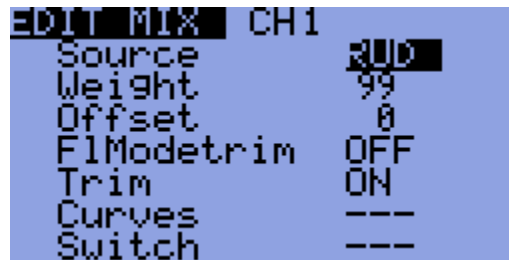 EDIT MIX CH1
Source RUD
Weight 99
Offset 0
FlModetrim OFF
Trim ON
Curves ---
Switch ---